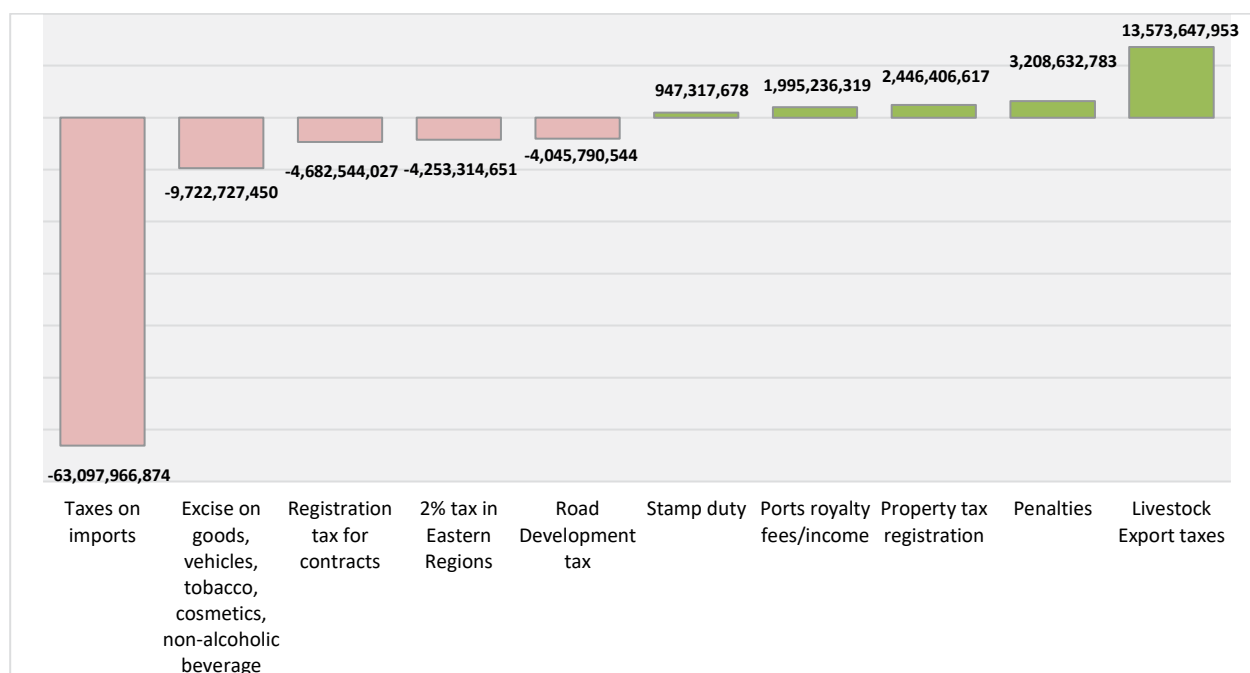 13,573,647,953
3,208,632,783
2,446,406,617
1,995,236,319
947,317,678
-4,045,790,544
-4,682,544,027
-4,253,314,651
-9,722,727,450
-63,097,966,874
Taxes on
imports
Excise on
goods,
vehicles,
tobacco,
cosmetics,
non-alcoholic
beverage
Registration
tax for
contracts
2% tax in
Eastern
Regions
Road
Development
tax
Stamp duty
Ports royalty
fees/income
Property tax
registration
Penalties
Livestock
Export taxes